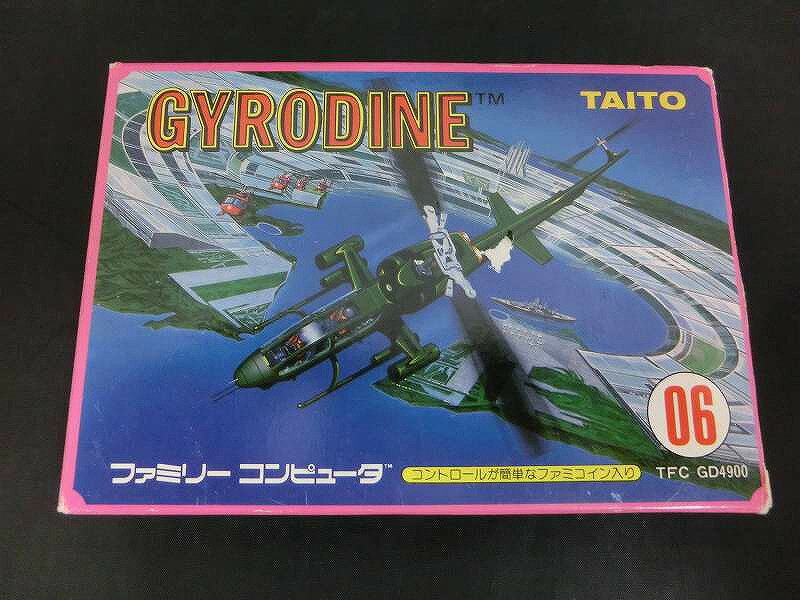 GYRODINE™
TAITO
06
ファミリー コンピュータ™
コントロールが簡単なファミコイン入り
TFC GD4900